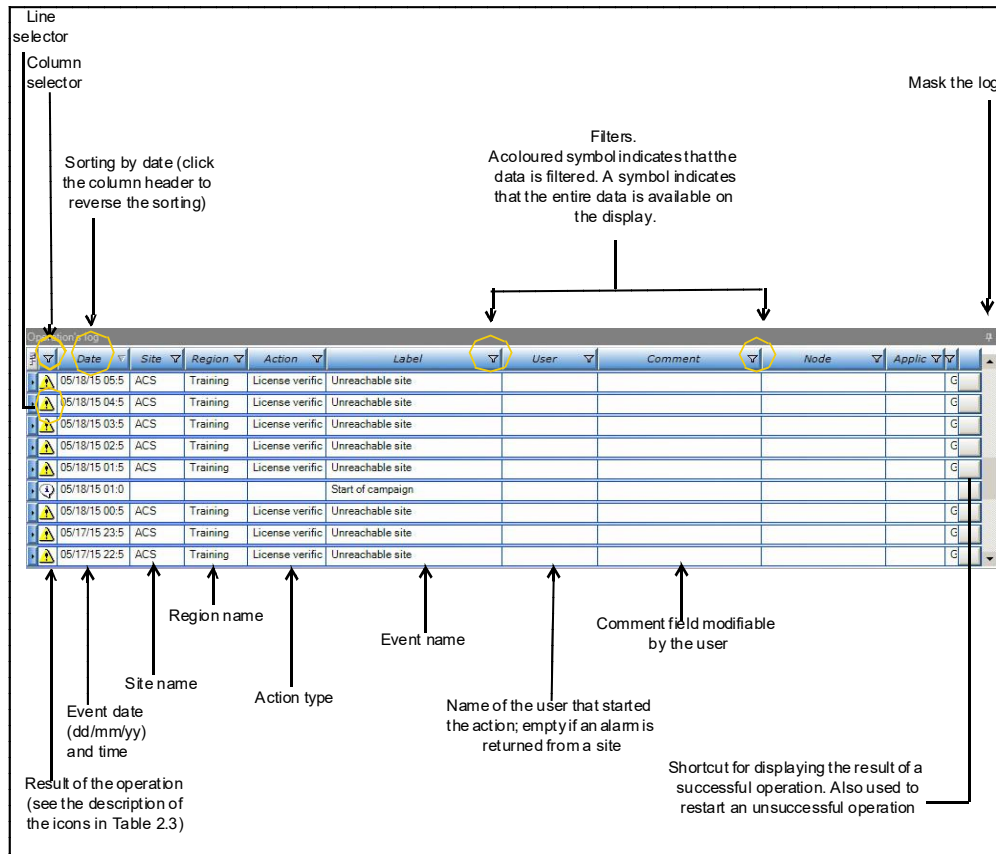 Line
selector
Column
selector
Mask the log
Sorting by date (click
the column header to
reverse the sorting)
Filters.
Acoloured symbol indicates that the
data is filtered. A symbol indicates
that the entire data is available on
the display.
Operation's log
Date Site Region Action Label User Comment Node Applic
05/18/15 05:5 ACS Training License verific Unreachable site G
05/18/15 04:5 ACS Training License verific Unreachable site G
05/18/15 03:5 ACS Training License verific Unreachable site G
05/18/15 02:5 ACS Training License verific Unreachable site G
05/18/15 01:5 ACS Training License verific Unreachable site G
05/18/15 01:0 Start of campaign
05/18/15 00:5 ACS Training License verific Unreachable site G
05/17/15 23:5 ACS Training License verific Unreachable site G
05/17/15 22:5 ACS Training License verific Unreachable site G
Region name
Event name
Comment field modifiable
by the user
Site name
Action type
Event date
(dd/mm/yy)
and time
Name of the user that started
the action; empty if an alarm is
returned from a site
Result of the operation
(see the description of
the icons in Table 2.3)
Shortcut for displaying the result of a
successful operation. Also used to
restart an unsuccessful operation